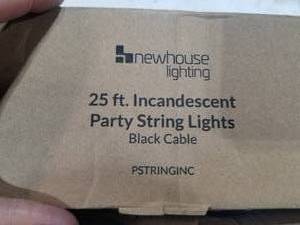 newhouse
lighting
25 ft. Incandescent
Party String Lights
Black Cable
PSTRINGINC